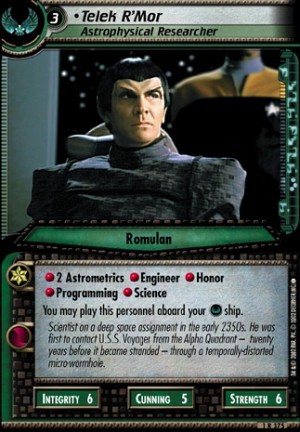 3
•Telek R'Mor
Astrophysical Researcher
Romulan
2 Astrometrics Engineer Honor
Programming Science
You may play this personnel aboard your ship.
Scientist on a deep space assignment in the early 2350s. He was
first to contact U.S.S. Voyages from the Alpha Quadrant – twenty
years before it became stranded – through a temporally-distorted
micro-wormhole.
INTEGRITY 6 CUNNING 5 STRENGTH 6